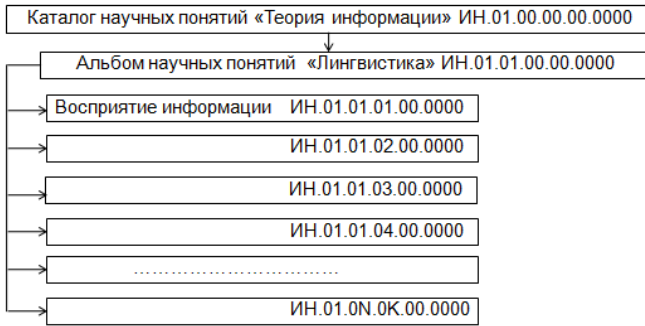 Каталог научных понятий «Теория информации» ИН.01.00.00.00.0000
Альбом научных понятий «Лингвистика» ИН.01.01.00.00.0000
Восприятие информации ИН.01.01.01.00.0000
ИН.01.01.02.00.0000
ИН.01.01.03.00.0000
ИН.01.01.04.00.0000
……………………………
ИН.01.0N.0K.00.0000